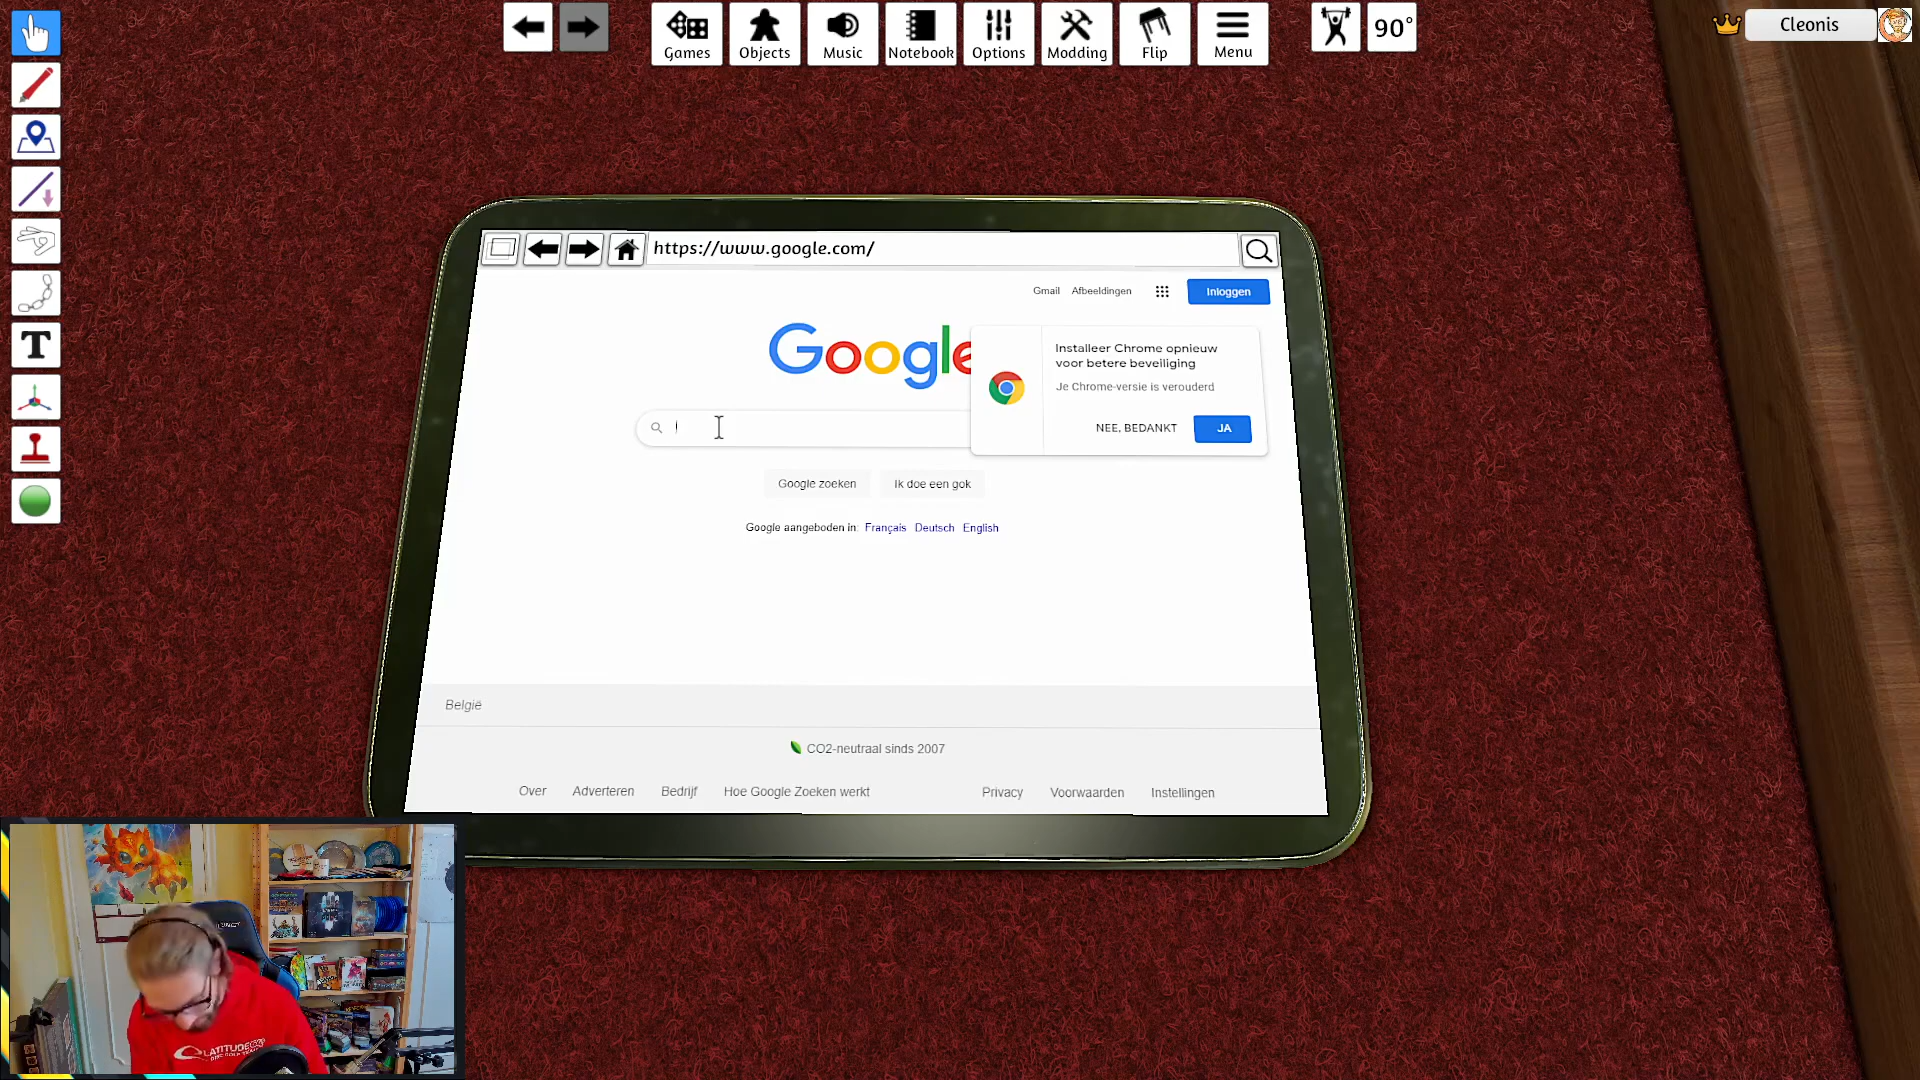 Games
Objects
Music
Notebook
Options
Modding
Flip
Menu
90°
Cleonis
https://www.google.com/
Gmail
Afbeeldingen
Inloggen
Google
Installeer Chrome opnieuw
voor betere beveiliging
Je Chrome-versie is verouderd
NEE, BEDANKT
JA
Google zoeken
Ik doe een gok
Google aangeboden in: Français Deutsch English
België
CO2-neutraal sinds 2007
Over
Adverteren
Bedrijf
Hoe Google Zoeken werkt
Privacy
Voorwaarden
Instellingen
T
LATITUDE 64°